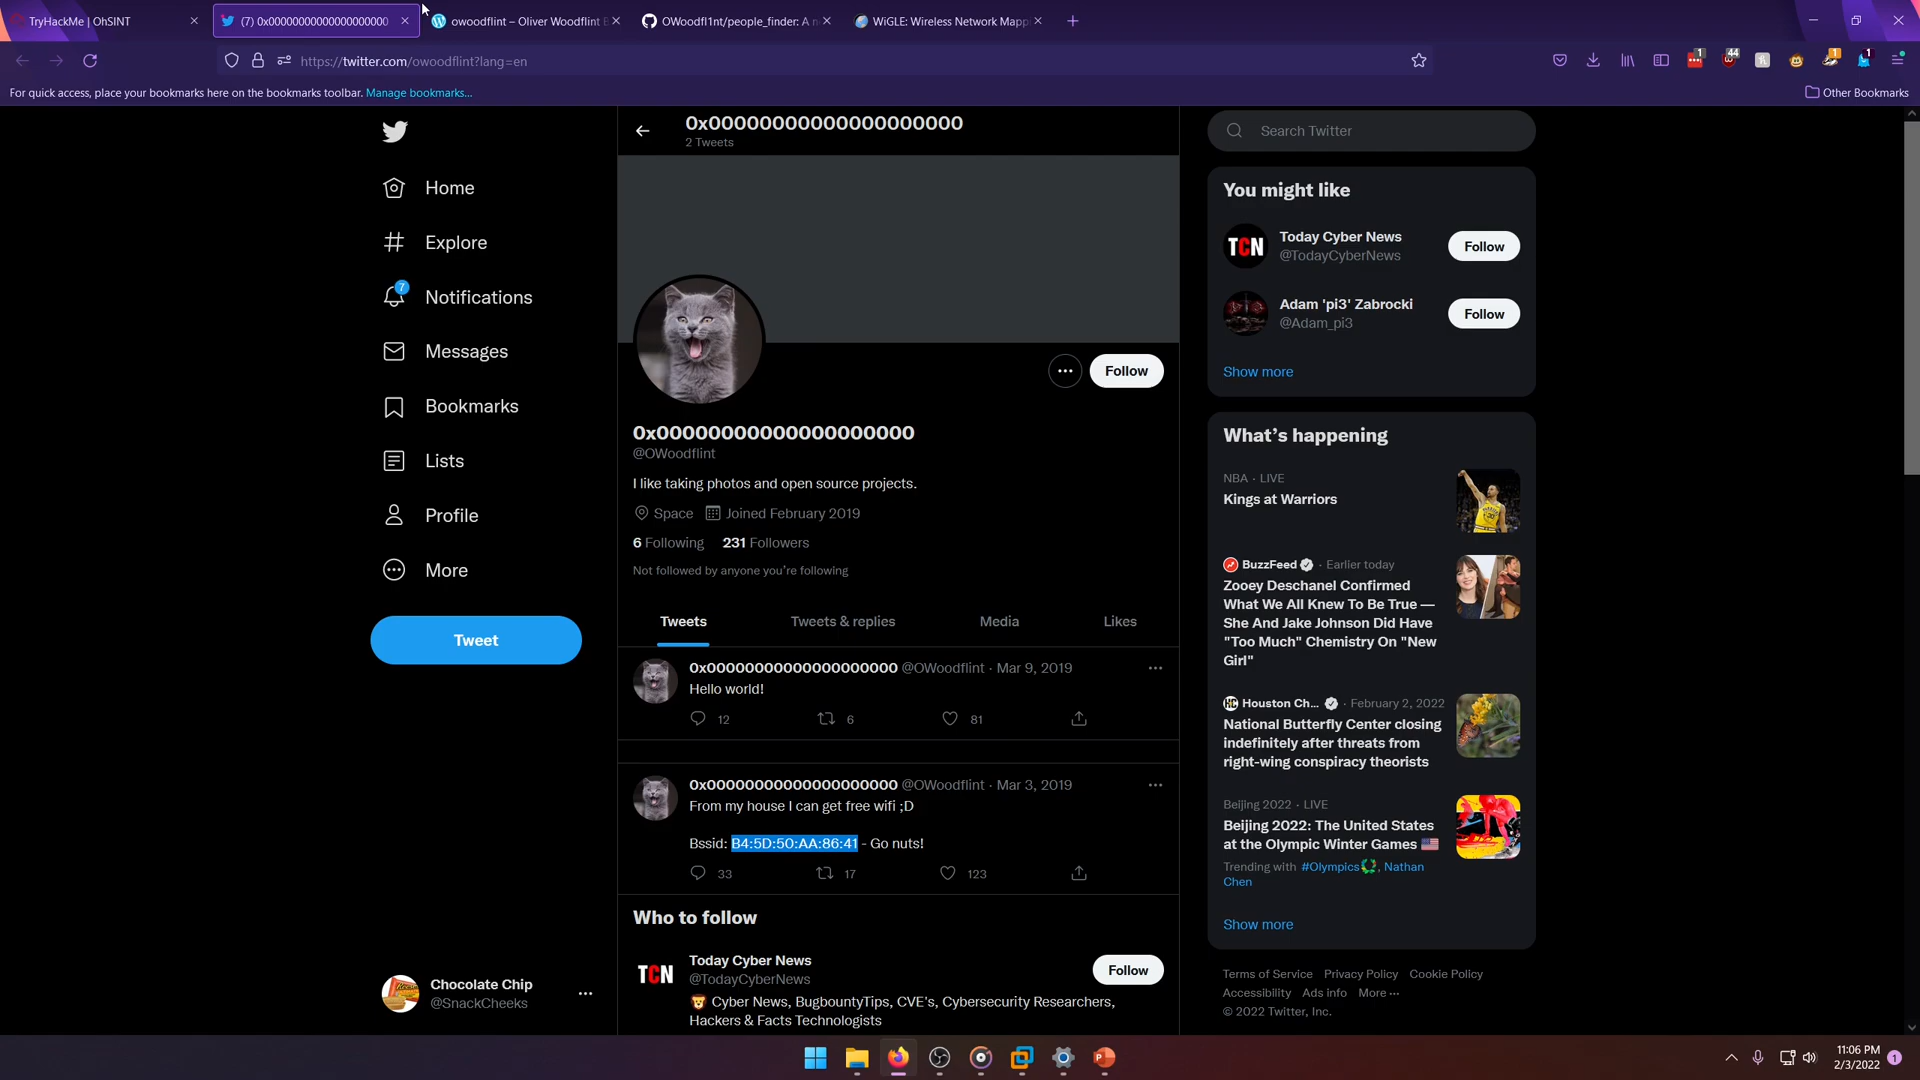 TryHackMe | OhSINT
(7) 0x00000000000000000000
owoodflint – Oliver Woodflint B
OWoodfl1nt/people_finder: A n
WiGLE: Wireless Network Mapp
https://twitter.com/owoodflint?lang=en
1
44
1
1
For quick access, place your bookmarks here on the bookmarks toolbar. Manage bookmarks...
Other Bookmarks
Home
Explore
7
Notifications
Messages
Bookmarks
Lists
Profile
More
Tweet
Chocolate Chip
@SnackCheeks
0x00000000000000000000
2 Tweets
Follow
0x00000000000000000000
@OWoodflint
I like taking photos and open source projects.
Space Joined February 2019
6 Following 231 Followers
Not followed by anyone you’re following
Tweets Tweets & replies Media Likes
0x00000000000000000000 @OWoodflint · Mar 9, 2019
Hello world!
12 6 81
0x00000000000000000000 @OWoodflint · Mar 3, 2019
From my house I can get free wifi ;D
Bssid: B4:5D:50:AA:86:41 - Go nuts!
33 17 123
Who to follow
TCN
Today Cyber News
@TodayCyberNews
Follow
Cyber News, BugbountyTips, CVE's, Cybersecurity Researchers,
Hackers & Facts Technologists
Search Twitter
You might like
TCN
Today Cyber News
@TodayCyberNews
Follow
Adam 'pi3' Zabrocki
@Adam_pi3
Follow
Show more
What’s happening
NBA · LIVE
Kings at Warriors
BuzzFeed · Earlier today
Zooey Deschanel Confirmed
What We All Knew To Be True —
She And Jake Johnson Did Have
"Too Much" Chemistry On "New
Girl"
Houston Ch... · February 2, 2022
National Butterfly Center closing
indefinitely after threats from
right-wing conspiracy theorists
Beijing 2022 · LIVE
Beijing 2022: The United States
at the Olympic Winter Games
Trending with #Olympics, Nathan
Chen
Show more
Terms of Service Privacy Policy Cookie Policy
Accessibility Ads info More ···
© 2022 Twitter, Inc.
11:06 PM
2/3/2022
1